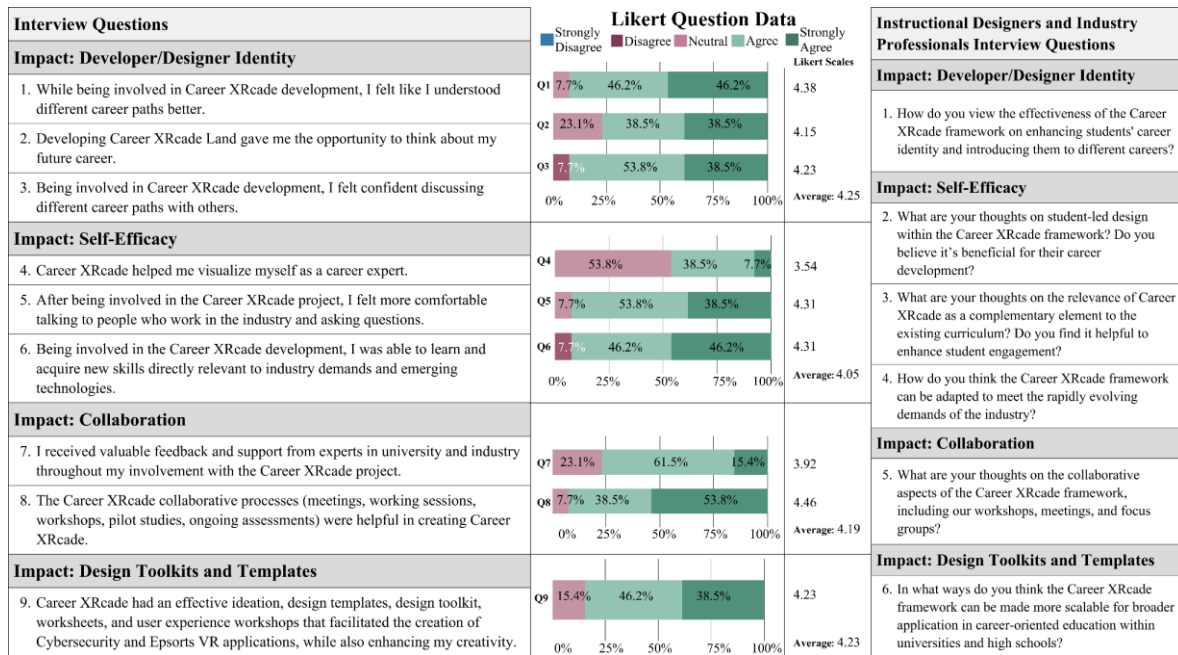 Interview Questions
Impact: Developer/Designer Identity
1. While being involved in Career XRcade development, I felt like I understood
different career paths better.
2. Developing Career XRcade Land gave me the opportunity to think about my
future career.
3. Being involved in Career XRcade development, I felt confident discussing
different career paths with others.
Impact: Self-Efficacy
4. Career XRcade helped me visualize myself as a career expert.
5. After being involved in the Career XRcade project, I felt more comfortable
talking to people who work in the industry and asking questions.
6. Being involved in the Career XRcade development, I was able to learn and
acquire new skills directly relevant to industry demands and emerging
technologies.
Impact: Collaboration
7. I received valuable feedback and support from experts in university and industry
throughout my involvement with the Career XRcade project.
8. The Career XRcade collaborative processes (meetings, working sessions,
workshops, pilot studies, ongoing assessments) were helpful in creating Career
XRcade.
Impact: Design Toolkits and Templates
9. Career XRcade had an effective ideation, design templates, design toolkit,
worksheets, and user experience workshops that facilitated the creation of
Cybersecurity and Epsorts VR applications, while also enhancing my creativity.
Likert Question Data
Strongly
Disagree
Disagree
Neutral
Agree
Strongly
Agree
Likert Scales
Q1 7.7% 46.2% 46.2% 4.38
Q2 23.1% 38.5% 38.5% 4.15
Q3 7.7% 53.8% 38.5% 4.23
0% 25% 50% 75% 100% Average: 4.25
Q4 53.8% 38.5% 7.7% 3.54
Q5 7.7% 53.8% 38.5% 4.31
Q6 7.7% 46.2% 46.2% 4.31
0% 25% 50% 75% 100% Average: 4.05
Q7 23.1% 61.5% 15.4% 3.92
Q8 7.7% 38.5% 53.8% 4.46
0% 25% 50% 75% 100% Average: 4.19
Q9 15.4% 46.2% 38.5% 4.23
0% 25% 50% 75% 100% Average: 4.23
Instructional Designers and Industry
Professionals Interview Questions
Impact: Developer/Designer Identity
1. How do you view the effectiveness of the Career
XRcade framework on enhancing students' career
identity and introducing them to different careers?
Impact: Self-Efficacy
2. What are your thoughts on student-led design
within the Career XRcade framework? Do you
believe it's beneficial for their career
development?
3. What are your thoughts on the relevance of Career
XRcade as a complementary element to the
existing curriculum? Do you find it helpful to
enhance student engagement?
4. How do you think the Career XRcade framework
can be adapted to meet the rapidly evolving
demands of the industry?
Impact: Collaboration
5. What are your thoughts on the collaborative
aspects of the Career XRcade framework,
including our workshops, meetings, and focus
groups?
Impact: Design Toolkits and Templates
6. In what ways do you think the Career XRcade
framework can be made more scalable for broader
application in career-oriented education within
universities and high schools?